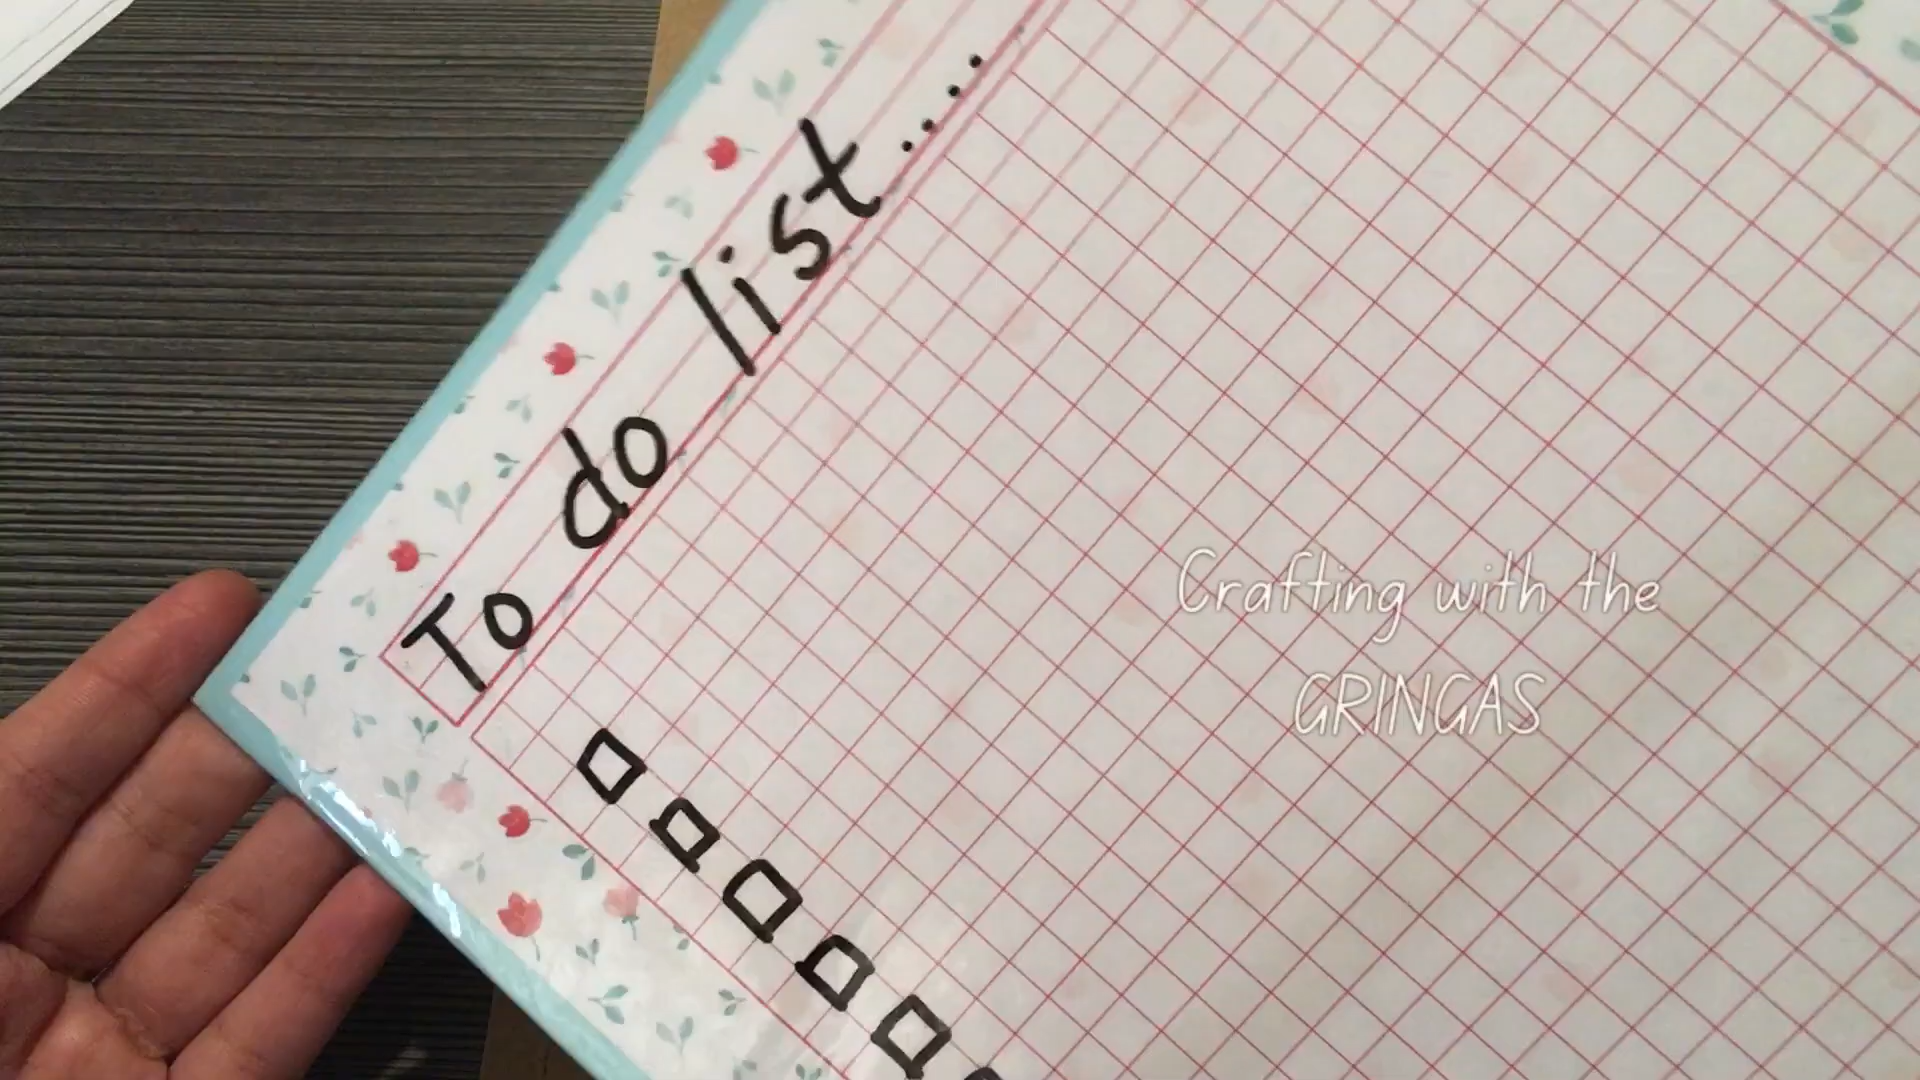 To do list....
Crafting with the
GRINGAS